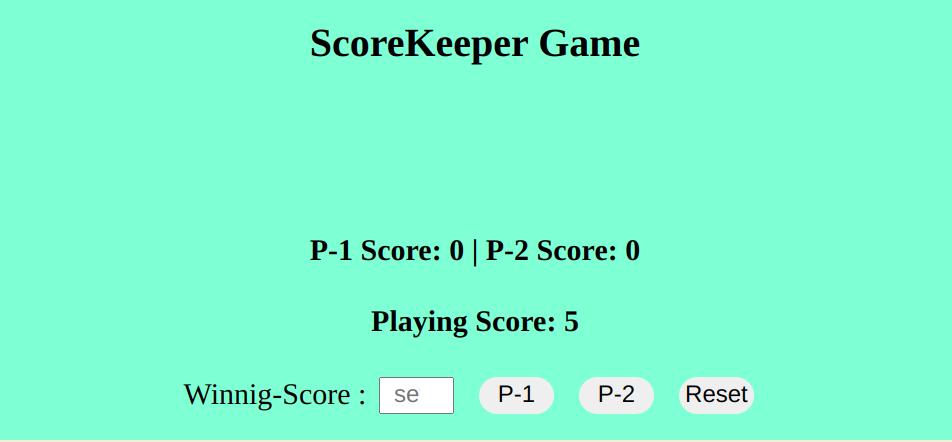 ScoreKeeper Game
P-1 Score: 0 | P-2 Score: 0
Playing Score: 5
Winnig-Score : se P-1 P-2 Reset